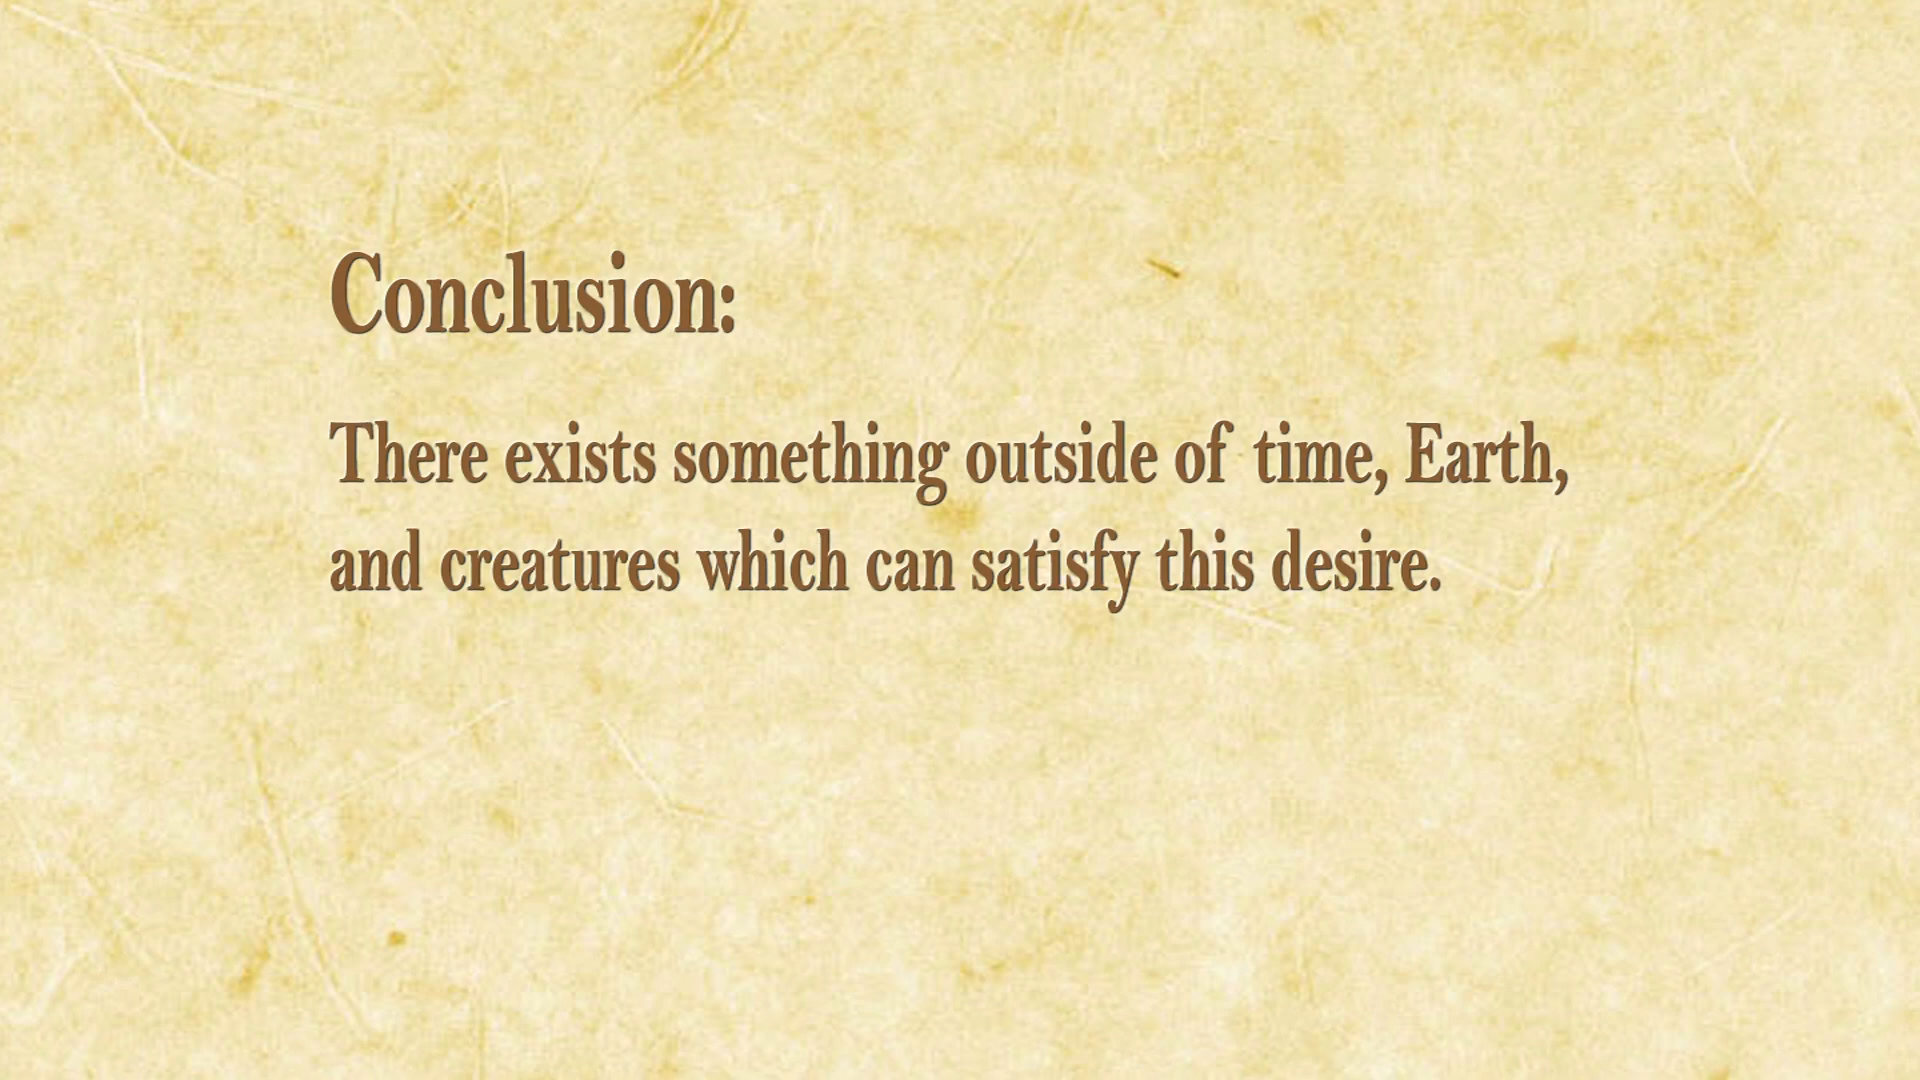 Conclusion:
There exists something outside of time, Earth,
and creatures which can satisfy this desire.